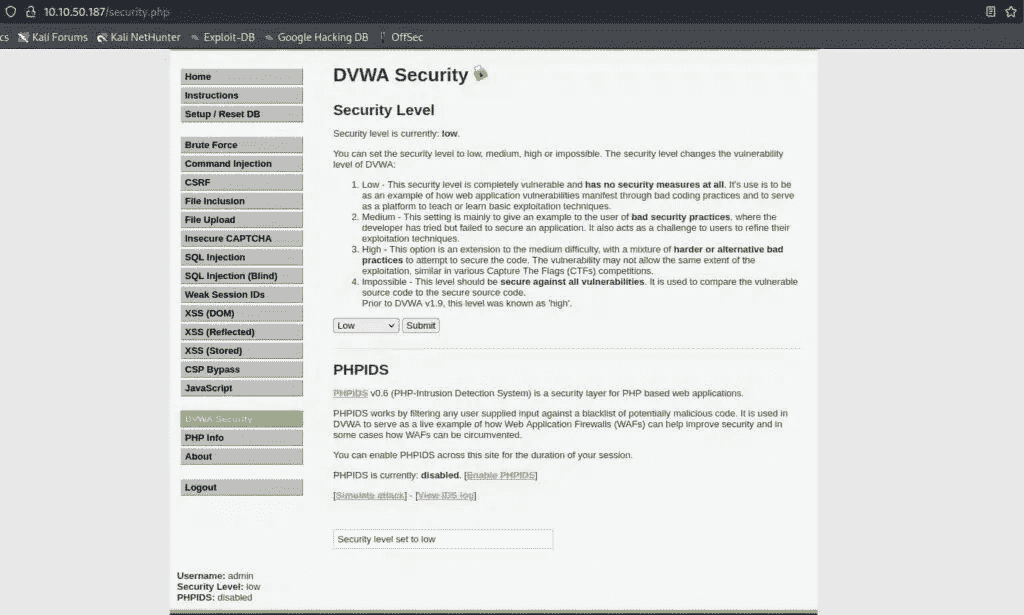 10.10.50.187/security.php
cs Kali Forums Kali NetHunter Exploit-DB Google Hacking DB OffSec
Home
Instructions
Setup / Reset DB
Brute Force
Command Injection
CSRF
File Inclusion
File Upload
Insecure CAPTCHA
SQL Injection
SQL Injection (Blind)
Weak Session IDs
XSS (DOM)
XSS (Reflected)
XSS (Stored)
CSP Bypass
JavaScript
DVWA Security
PHP Info
About
Logout
DVWA Security
Security Level
Security level is currently: low.
You can set the security level to low, medium, high or impossible. The security level changes the vulnerability
level of DVWA:
1. Low - This security level is completely vulnerable and has no security measures at all. It's use is to be
as an example of how web application vulnerabilities manifest through bad coding practices and to serve
as a platform to teach or learn basic exploitation techniques.
2. Medium - This setting is mainly to give an example to the user of bad security practices, where the
developer has tried but failed to secure an application. It also acts as a challenge to users to refine their
exploitation techniques.
3. High - This option is an extension to the medium difficulty, with a mixture of harder or alternative bad
practices to attempt to secure the code. The vulnerability may not allow the same extent of the
exploitation, similar in various Capture The Flags (CTFs) competitions.
4. Impossible - This level should be secure against all vulnerabilities. It is used to compare the vulnerable
source code to the secure source code.
Prior to DVWA v1.9, this level was known as 'high'.
Low Submit
PHPIDS
PHPIDS v0.6 (PHP-Intrusion Detection System) is a security layer for PHP based web applications.
PHPIDS works by filtering any user supplied input against a blacklist of potentially malicious code. It is used in
DVWA to serve as a live example of how Web Application Firewalls (WAFs) can help improve security and in
some cases how WAFs can be circumvented.
You can enable PHPIDS across this site for the duration of your session.
PHPIDS is currently: disabled. [Enable PHPIDS]
[Simulate attack] - [View IDS log]
Security level set to low
Username: admin
Security Level: low
PHPIDS: disabled